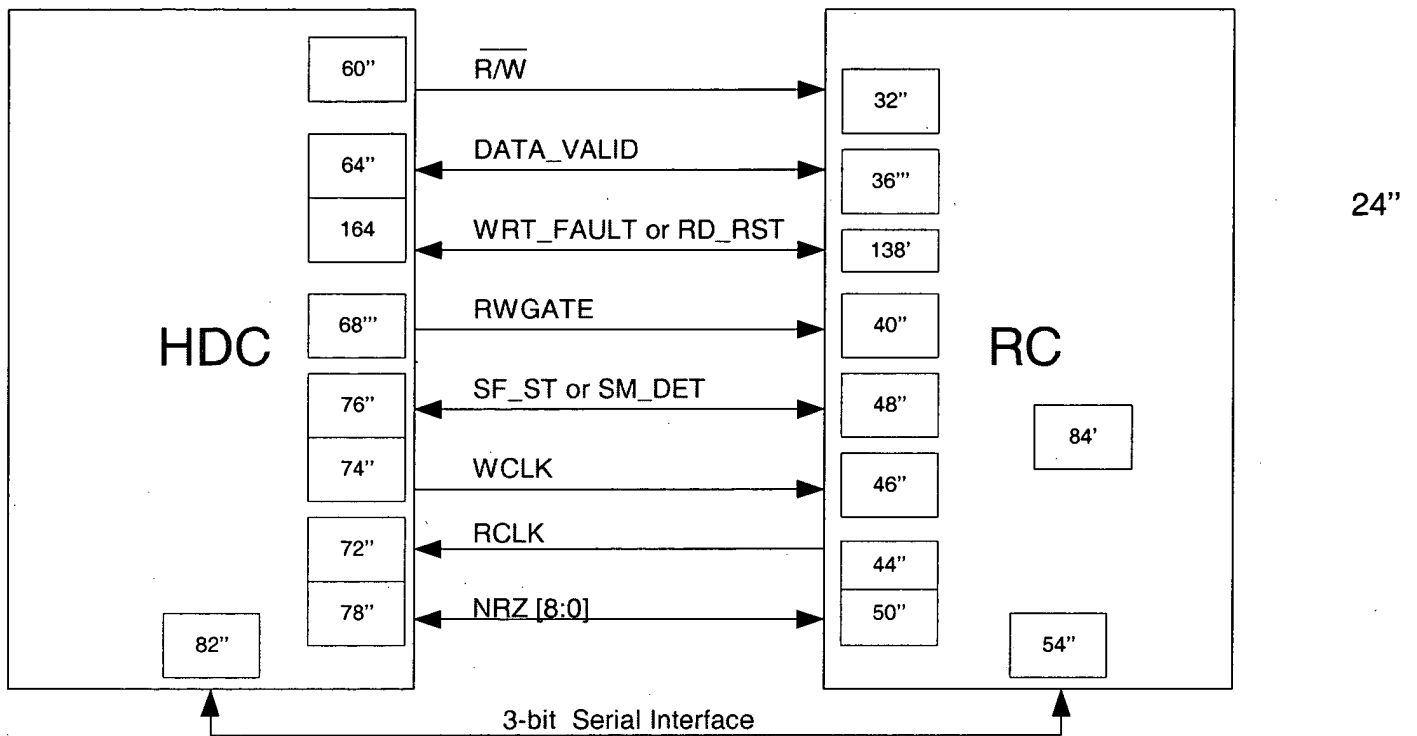 60"
R/W
32"
64"
DATA_VALID
36'''
24"
164
WRT_FAULT or RD_RST
138'
68'''
RWGATE
40"
HDC
RC
76"
SF_ST or SM_DET
48"
84'
74"
WCLK
46"
72"
RCLK
44"
78"
NRZ [8:0]
50"
82"
54"
3-bit Serial Interface